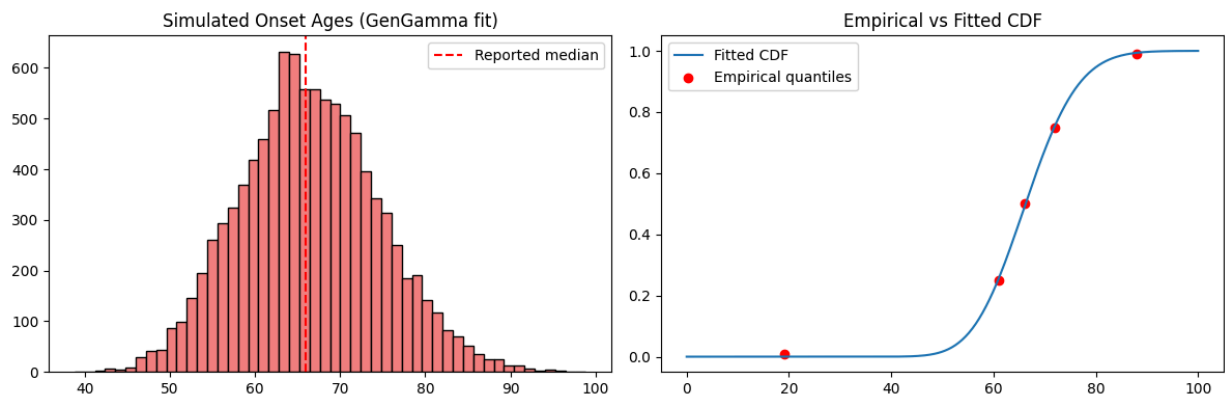 Simulated Onset Ages (GenGamma fit)
Reported median
600
500
400
300
200
100
0
40 50 60 70 80 90 100
Empirical vs Fitted CDF
Fitted CDF
Empirical quantiles
1.0
0.8
0.6
0.4
0.2
0.0
0 20 40 60 80 100